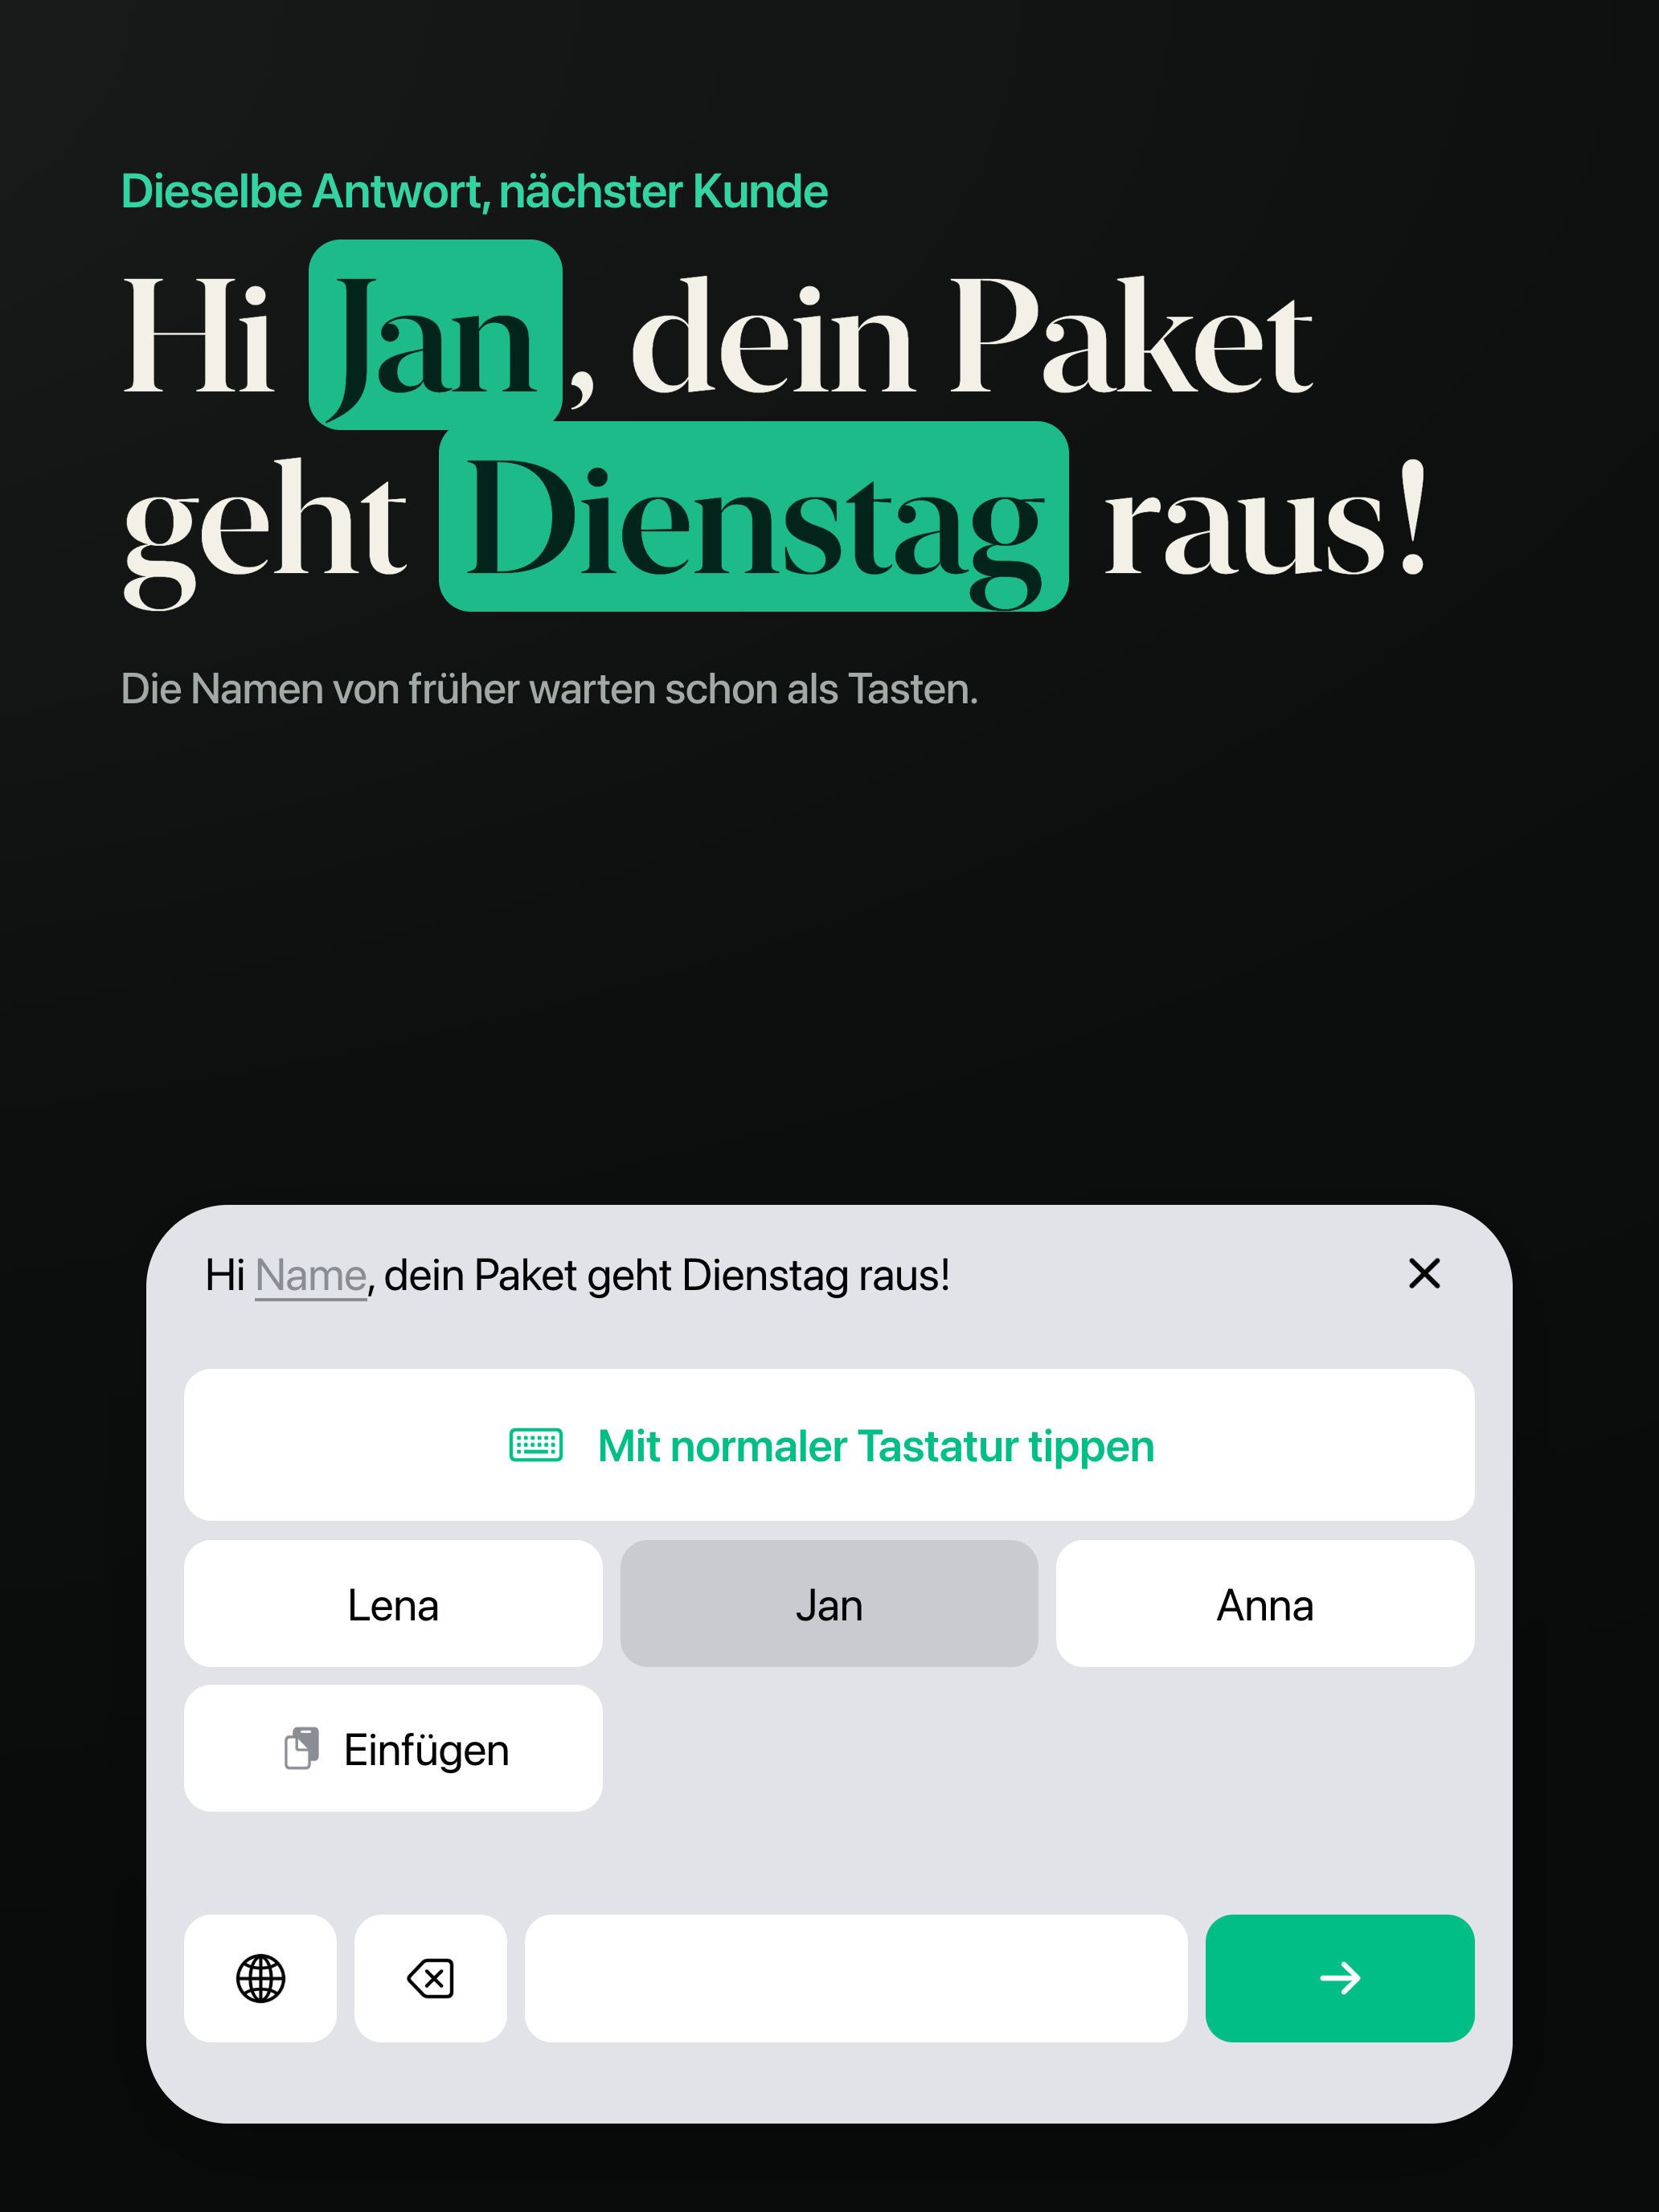 Dieselbe Antwort, nächster Kunde
Hi Jan, dein Paket
geht Dienstag raus!
Die Namen von früher warten schon als Tasten.
Hi Name, dein Paket geht Dienstag raus!
Mit normaler Tastatur tippen
Lena Jan Anna
Einfügen